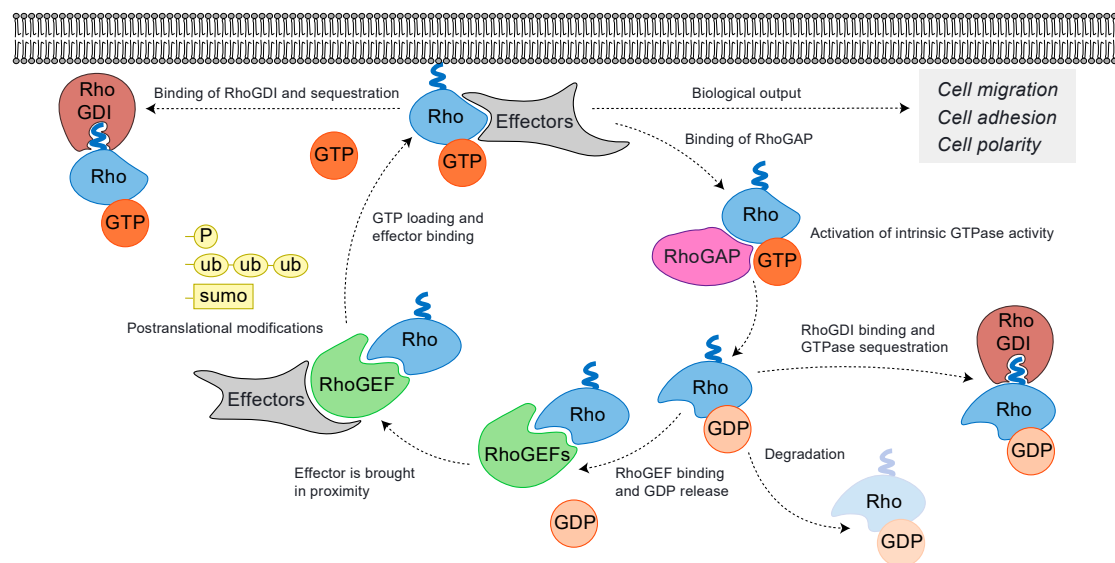 Rho
GDI
Rho
GTP
Binding of RhoGDI and sequestration
GTP
Rho
GTP
Effectors
Biological output
Cell migration
Cell adhesion
Cell polarity
Binding of RhoGAP
Rho
RhoGAP
GTP
Activation of intrinsic GTPase activity
GTP loading and
effector binding
P
ub
ub
ub
sumo
Postranslational modifications
Rho
RhoGEF
Effectors
Effector is brought
in proximity
Rho
RhoGEFs
GDP
RhoGEF binding
and GDP release
Rho
GDP
RhoGDI binding and
GTPase sequestration
Rho
GDI
Rho
GDP
Degradation
Rho
GDP